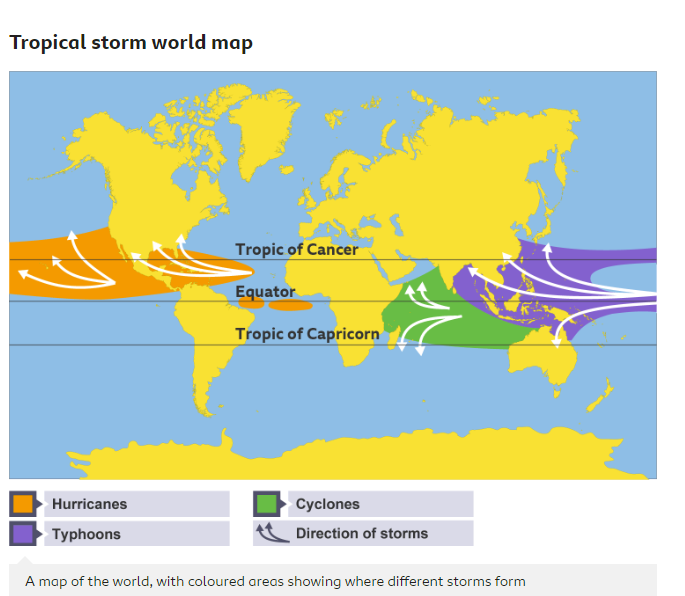 Tropical storm world map
Tropic of Cancer
Equator
Tropic of Capricorn
Hurricanes
Cyclones
Typhoons
Direction of storms
A map of the world, with coloured areas showing where different storms form